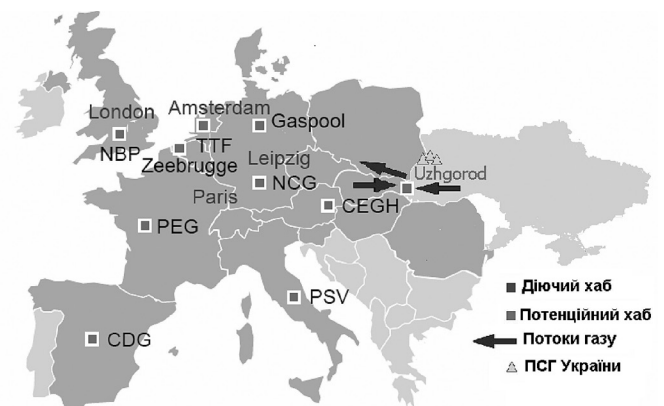 London
NBP
Amsterdam
TTF
Zeebrugge
Gaspool
Leipzig
NCG
Paris
PEG
CEGH
Uzhgorod
PSV
CDG
Діючий хаб
Потенційний хаб
Потоки газу
ПСГ України